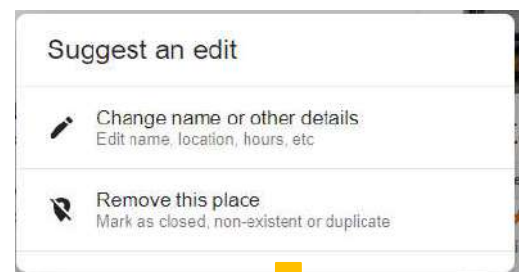 Suggest an edit
Change name or other details
Edit name, location, hours, etc
Remove this place
Mark as closed, non-existent or duplicate